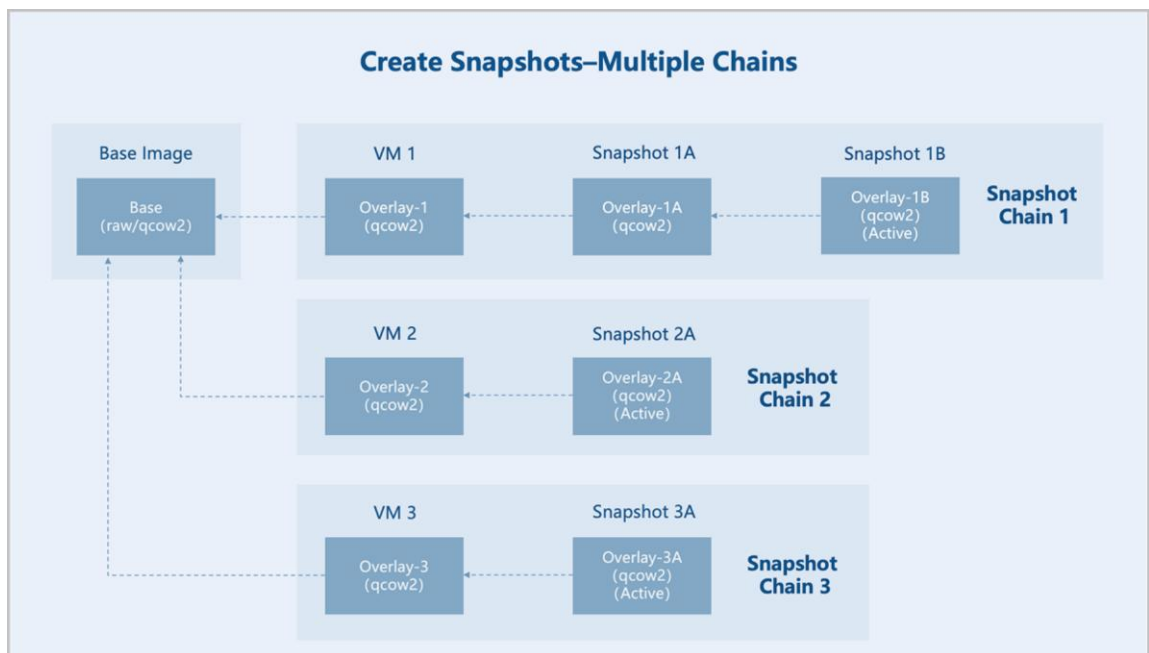 Create Snapshots–Multiple Chains
Base Image
Base
(raw/qcow2)
VM 1
Overlay-1
(qcow2)
Snapshot 1A
Overlay-1A
(qcow2)
Snapshot 1B
Overlay-1B
(qcow2)
(Active)
Snapshot
Chain 1
VM 2
Overlay-2
(qcow2)
Snapshot 2A
Overlay-2A
(qcow2)
(Active)
Snapshot
Chain 2
VM 3
Overlay-3
(qcow2)
Snapshot 3A
Overlay-3A
(qcow2)
(Active)
Snapshot
Chain 3